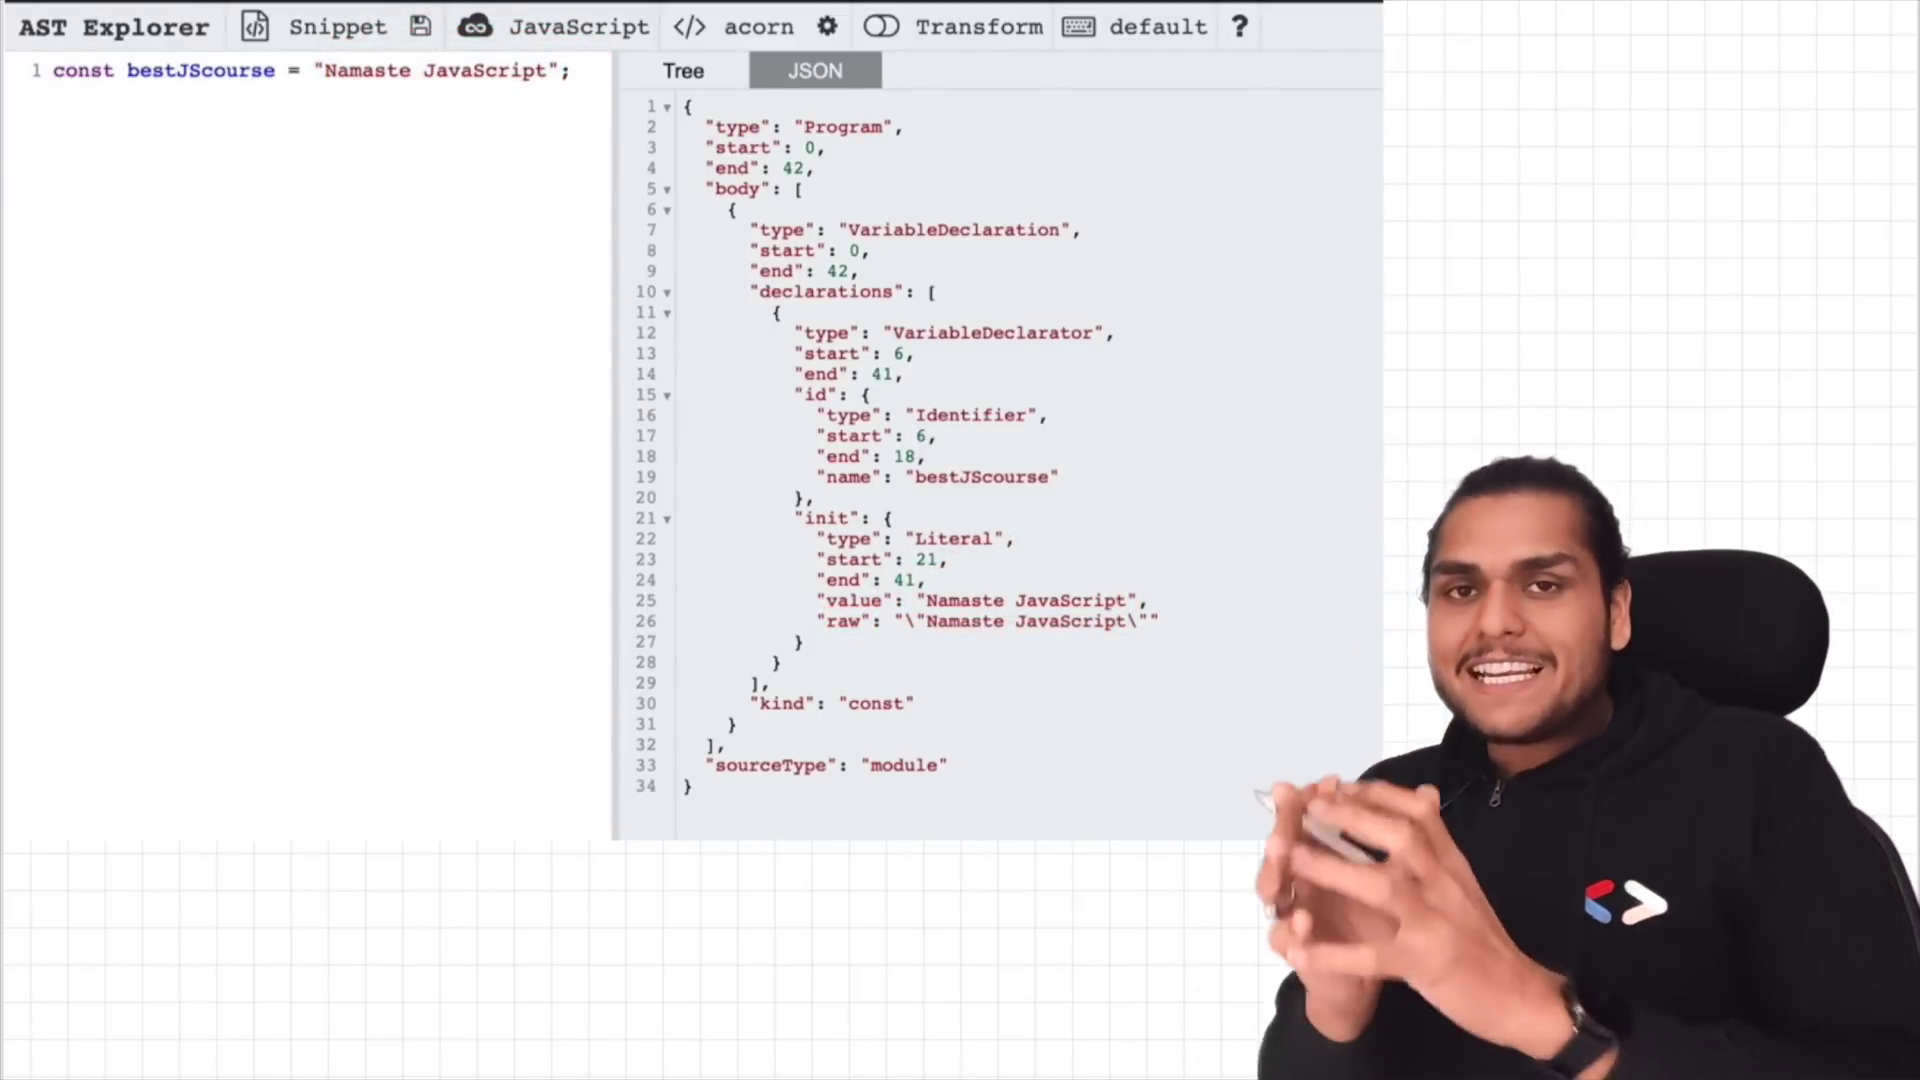 AST Explorer Snippet JavaScript </> acorn Transform default ?
1 const bestJScourse = "Namaste JavaScript";
Tree JSON
1 {
2 "type": "Program",
3 "start": 0,
4 "end": 42,
5 "body": [
6 {
7 "type": "VariableDeclaration",
8 "start": 0,
9 "end": 42,
10 "declarations": [
11 {
12 "type": "VariableDeclarator",
13 "start": 6,
14 "end": 41,
15 "id": {
16 "type": "Identifier",
17 "start": 6,
18 "end": 18,
19 "name": "bestJScourse"
20 },
21 "init": {
22 "type": "Literal",
23 "start": 21,
24 "end": 41,
25 "value": "Namaste JavaScript",
26 "raw": "\"Namaste JavaScript\""
27 }
28 }
29 ],
30 "kind": "const"
31 }
32 ],
33 "sourceType": "module"
34 }